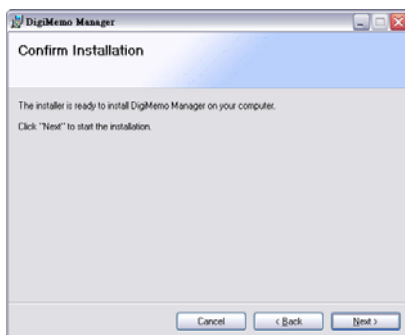 DigiMemo Manager
Confirm Installation
The installer is ready to install DigiMemo Manager on your computer.
Click "Next" to start the installation.
Cancel
< Back
Next >